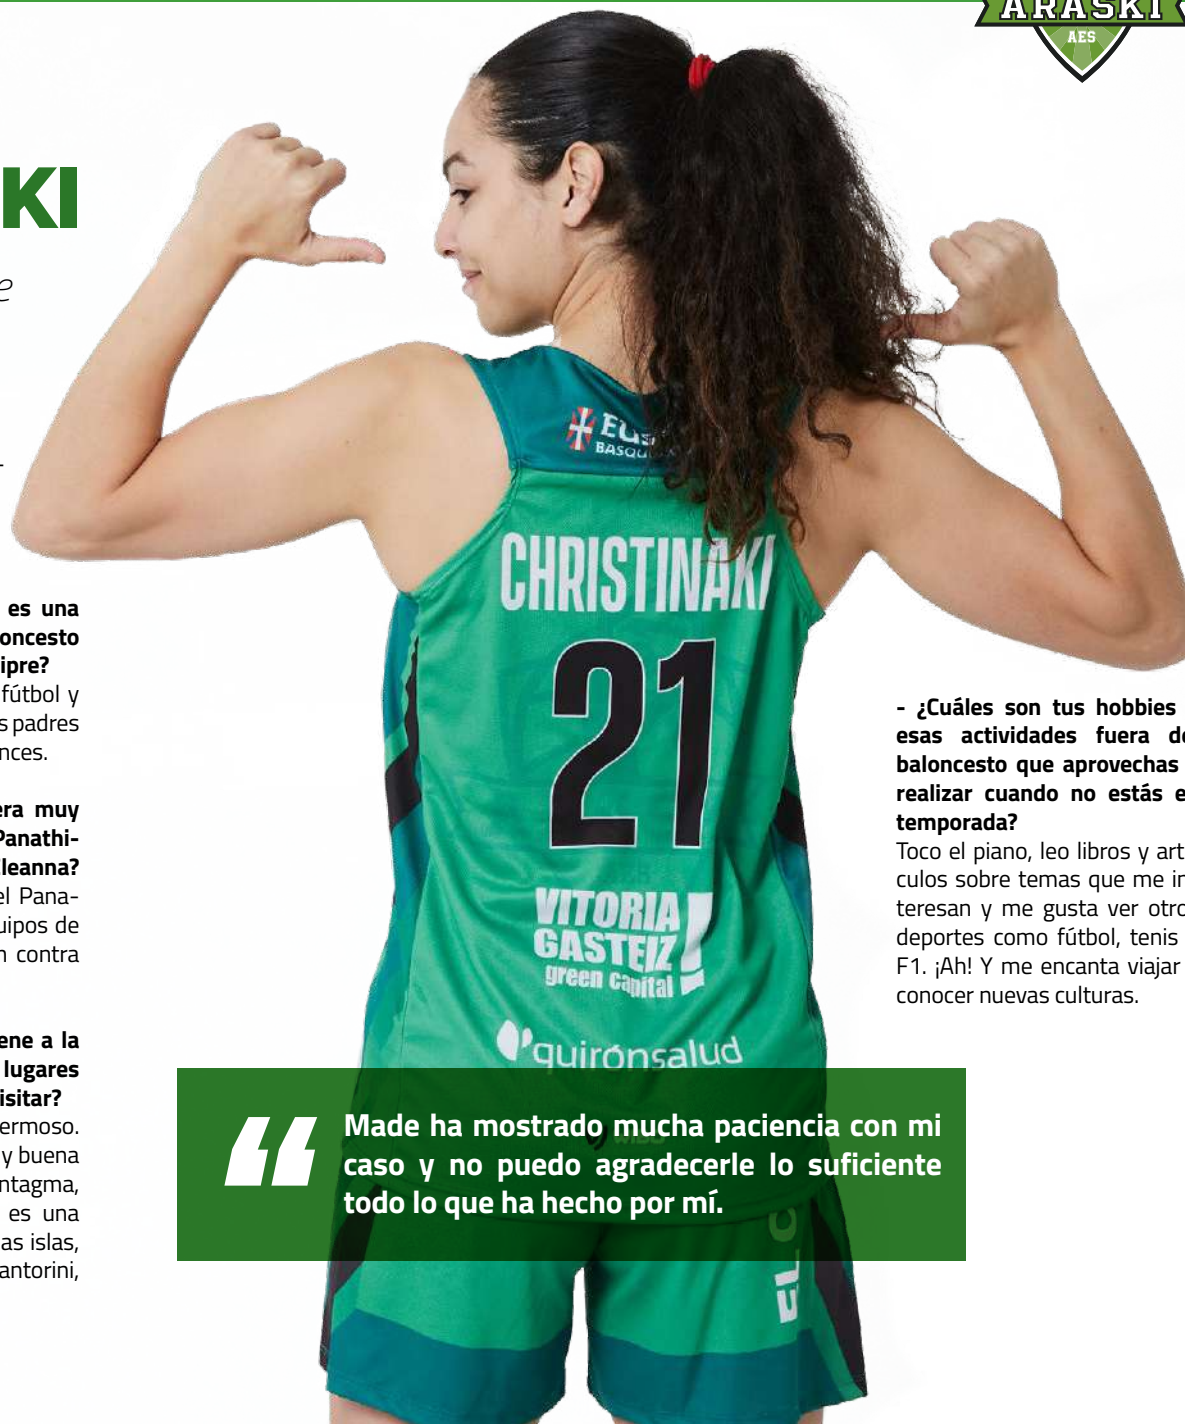 ARASKI
AES
KI
e
es una
oncesto
ipre?
fútbol y
s padres
nces.
era muy
Panathi-
Eleanna?
el Pana-
uipos de
n contra
ene a la
lugares
isitar?
ermoso.
y buena
ntagma,
es una
as islas,
antorini,
EUS
BASQU
CHRISTINAKI
21
VITORIA
GASTEIZ
green capital
quirónsalud
- ¿Cuáles son tus hobbies
esas actividades fuera de
baloncesto que aprovechas
realizar cuando no estás e
temporada?
Toco el piano, leo libros y art
culos sobre temas que me in
teresan y me gusta ver otro
deportes como fútbol, tenis
F1. ¡Ah! Y me encanta viajar
conocer nuevas culturas.
“ Made ha mostrado mucha paciencia con mi
caso y no puedo agradecerle lo suficiente
todo lo que ha hecho por mí.